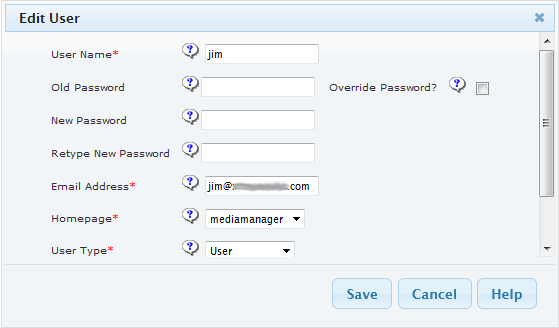 Edit User
User Name* jim
Old Password Override Password?
New Password
Retype New Password
Email Address* jim@ .com
Homepage* mediamanager
User Type* User
Save Cancel Help